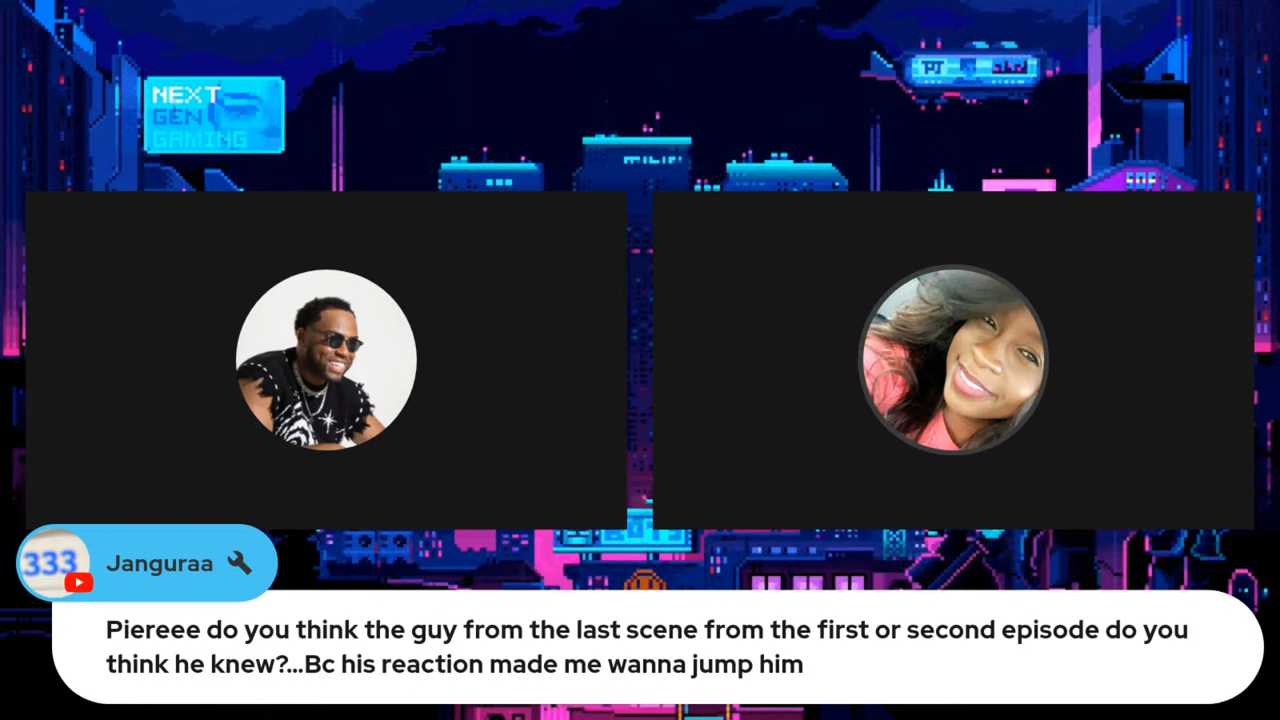 NEXT
GEN
GAMING
333
Janguraa
Piereee do you think the guy from the last scene from the first or second episode do you
think he knew?...Bc his reaction made me wanna jump him